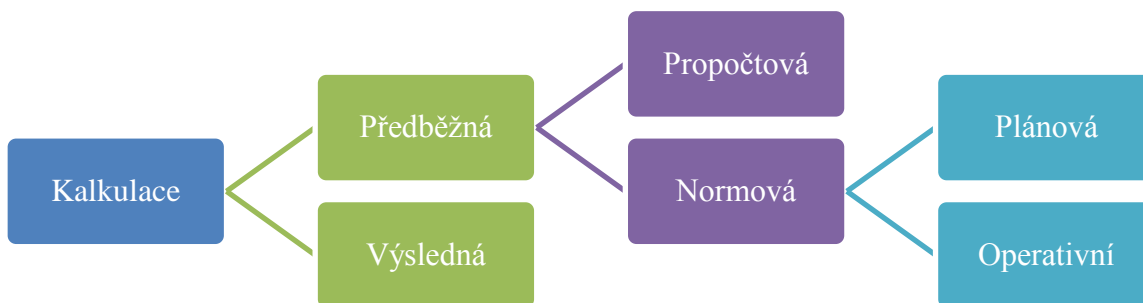 Kalkulace
Předběžná
Výsledná
Propočtová
Normová
Plánová
Operativní